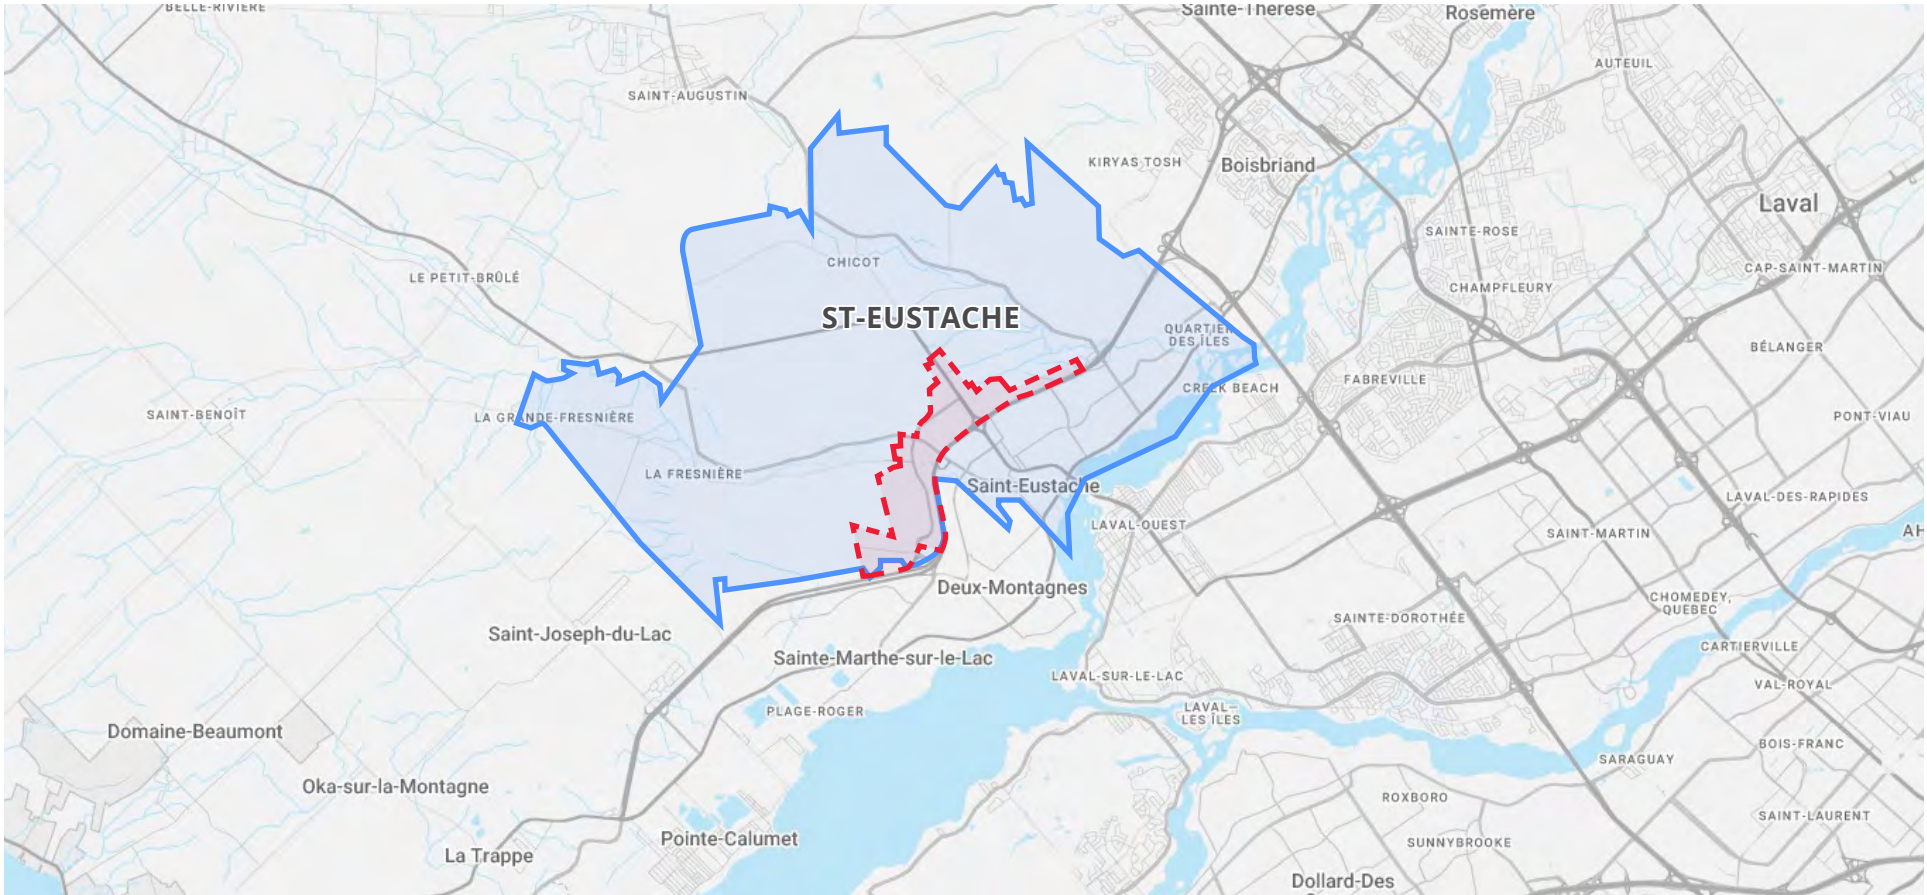 BELLE-RIVIÈRE
Sainte-Thérèse
Rosemère
AUTEUIL
SAINT-AUGUSTIN
KIRYAS TOSH
Boisbriand
Laval
SAINTE-ROSE
CHICOT
LE PETIT-BRÛLÉ
CAP-SAINT-MARTIN
CHAMPFLEURY
ST-EUSTACHE
QUARTIER
DES ÎLES
BÉLANGER
FABREVILLE
CREEK BEACH
SAINT-BENOÎT
LA GRANDE-FRESNIÈRE
PONT-VIAU
LA FRESNIÈRE
Saint-Eustache
LAVAL-DES-RAPIDES
LAVAL-OUEST
SAINT-MARTIN
AH
Deux-Montagnes
CHOMEDEY,
QUEBEC
SAINTE-DOROTHÉE
Saint-Joseph-du-Lac
CARTIERVILLE
Sainte-Marthe-sur-le-Lac
LAVAL-SUR-LE-LAC
VAL-ROYAL
PLAGE-ROGER
LAVAL—
LES ÎLES
Domaine-Beaumont
BOIS-FRANC
SARAGUAY
Oka-sur-la-Montagne
ROXBORO
SAINT-LAURENT
Pointe-Calumet
SUNNYBROOKE
La Trappe
Dollard-Des